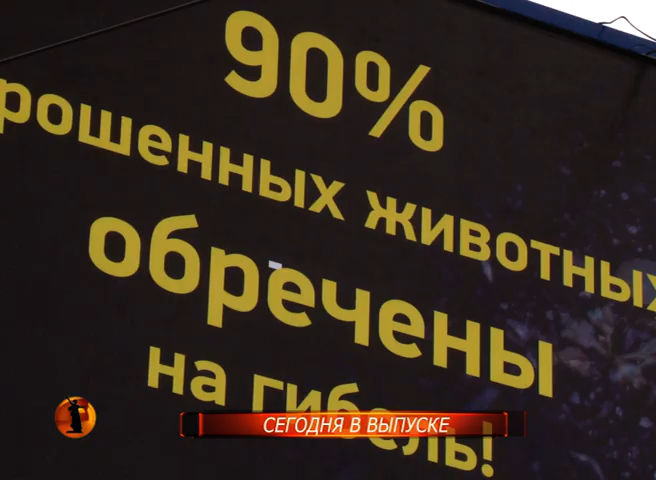 90%
рошенных животных
обречены
на гибель!
СЕГОДНЯ В ВЫПУСКЕ